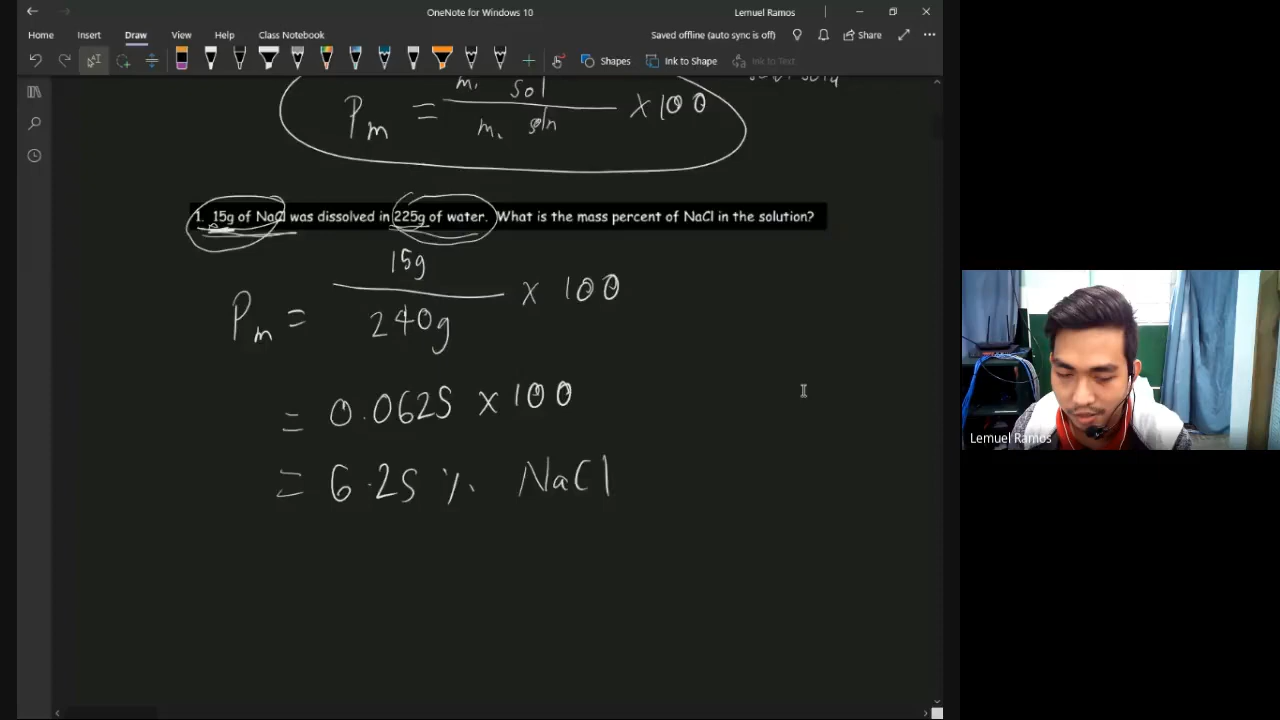 OneNote for Windows 10
Lemuel Ramos
Home Insert Draw View Help Class Notebook
Saved offline (auto sync is off) Share
Shapes Ink to Shape Ink to Text
m. sol
Pm = × 100
m. soln
1. 15g of NaCl was dissolved in 225g of water. What is the mass percent of NaCl in the solution?
15g
Pm = × 100
240g
= 0.0625 × 100
= 6.25 % NaCl
Lemuel Ramos